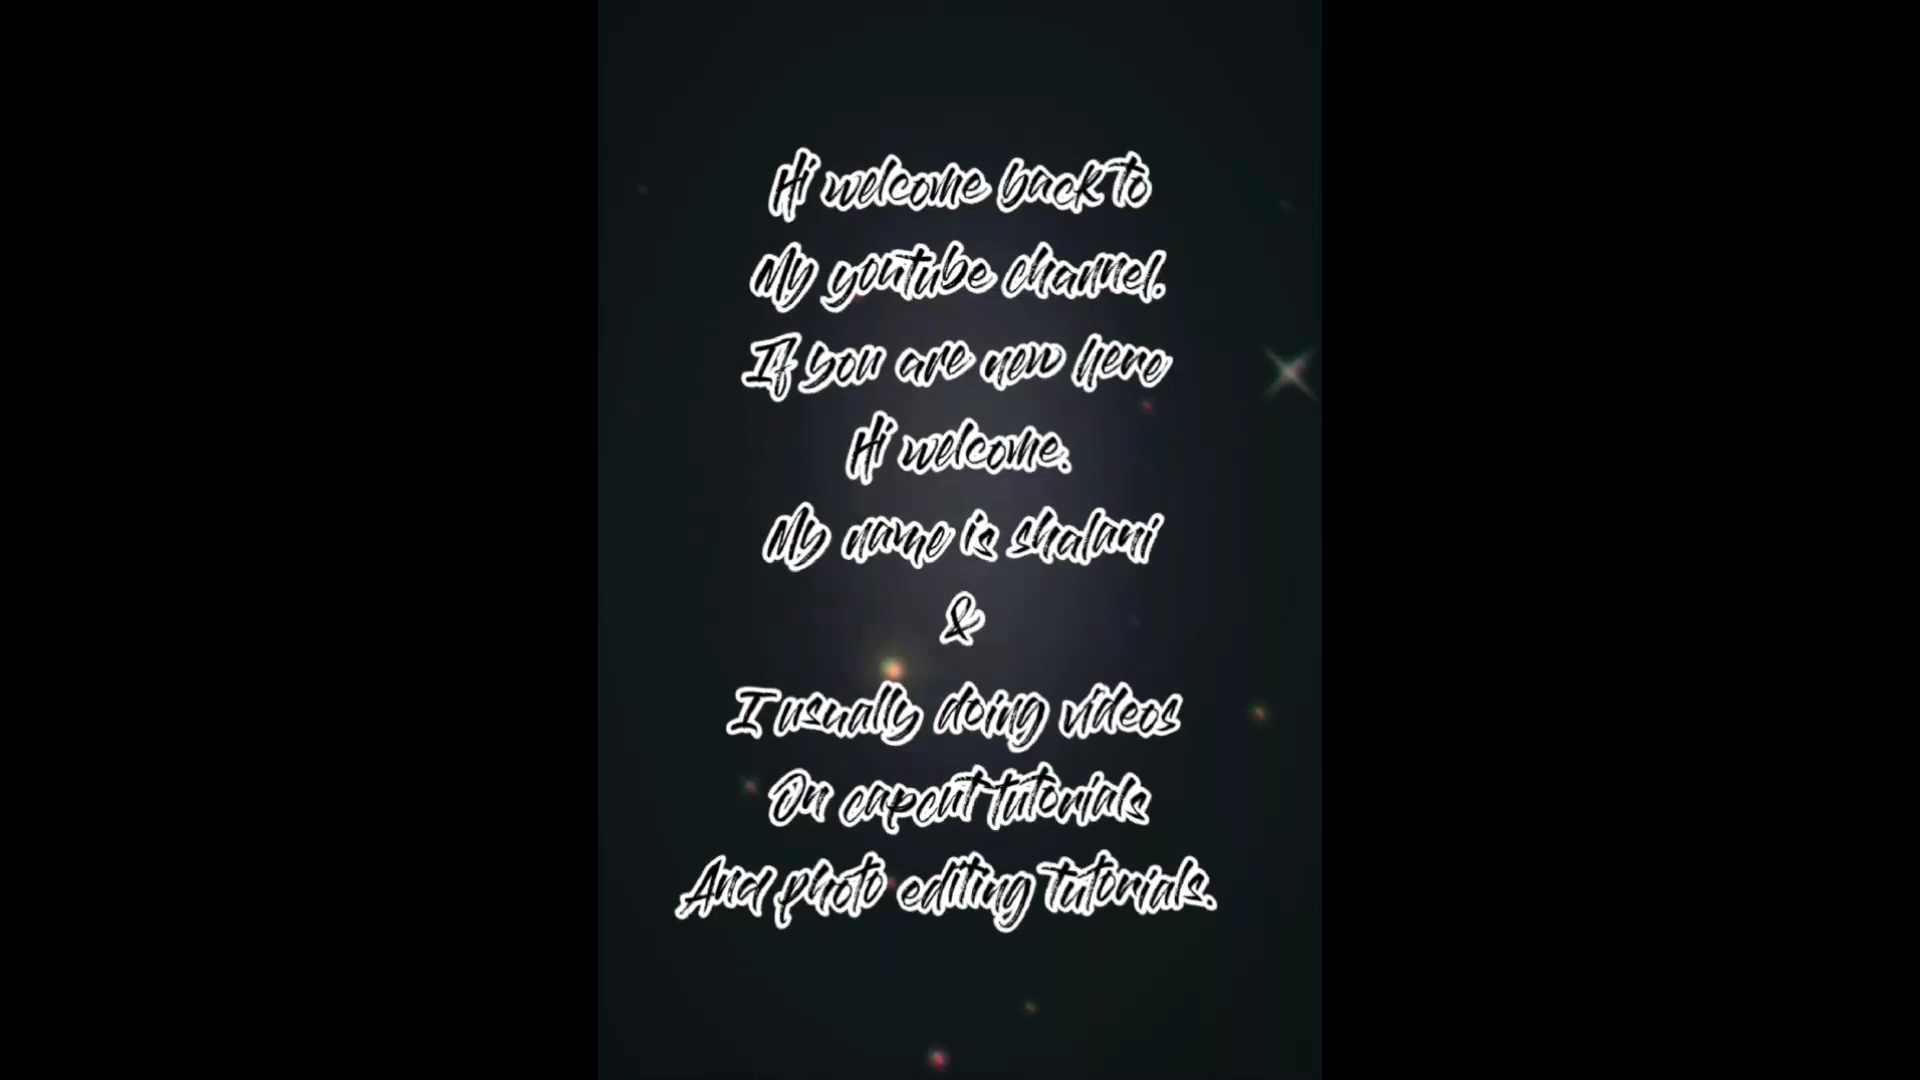 Hi welcome back to
My youtube channel.
If you are new here
Hi welcome.
My name is shalani
&
I usually doing videos
On capcut tutorials
And photo editing tutorials.